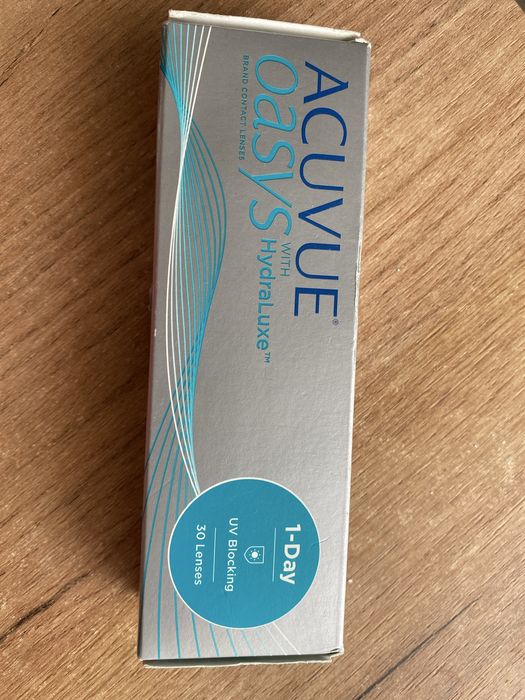 ACUVUE®
oasys
BRAND CONTACT LENSES
WITH
HydraLuxe™
1-Day
UV Blocking
30 Lenses